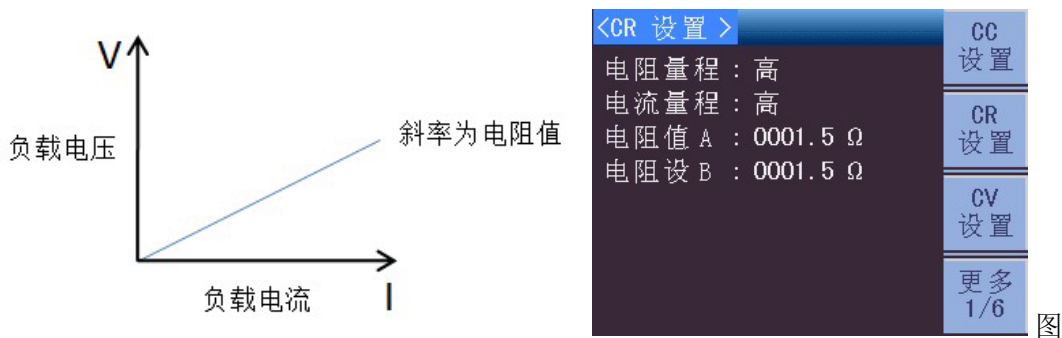 V
负载电压
斜率为电阻值
负载电流
I
<CR 设置 >
电阻量程 : 高
电流量程 : 高
电阻值 A : 0001.5 Ω
电阻设 B : 0001.5 Ω
CC
设置
CR
设置
CV
设置
更多
1/6
图